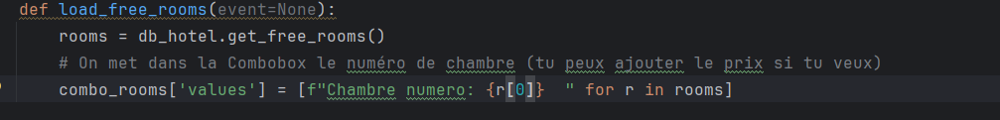 def load_free_rooms(event=None):
rooms = db_hotel.get_free_rooms()
# On met dans la Combobox le numéro de chambre (tu peux ajouter le prix si tu veux)
combo_rooms['values'] = [f"Chambre numero: {r[0]}  " for r in rooms]